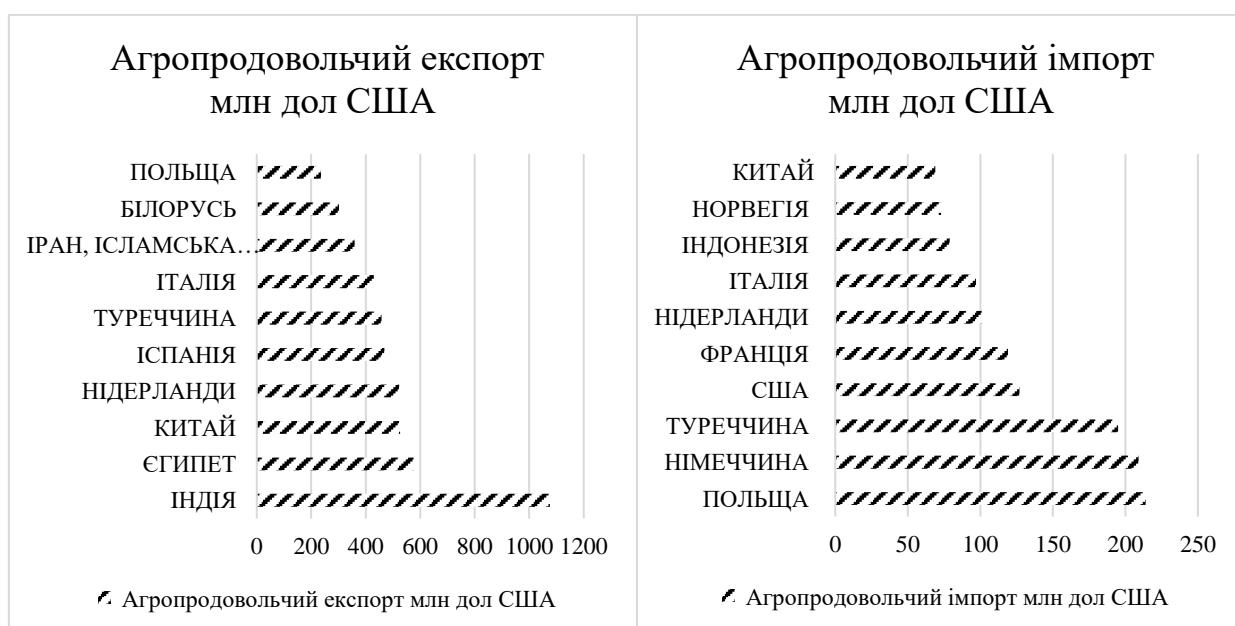 Агропродовольчий експорт
млн дол США
ПОЛЬЩА
БІЛОРУСЬ
ІРАН, ІСЛАМСЬКА…
ІТАЛІЯ
ТУРЕЧЧИНА
ІСПАНІЯ
НІДЕРЛАНДИ
КИТАЙ
ЄГИПЕТ
ІНДІЯ
0 200 400 600 800 1000 1200
Агропродовольчий експорт млн дол США
Агропродовольчий імпорт
млн дол США
КИТАЙ
НОРВЕГІЯ
ІНДОНЕЗІЯ
ІТАЛІЯ
НІДЕРЛАНДИ
ФРАНЦІЯ
США
ТУРЕЧЧИНА
НІМЕЧЧИНА
ПОЛЬЩА
0 50 100 150 200 250
Агропродовольчий імпорт млн дол США